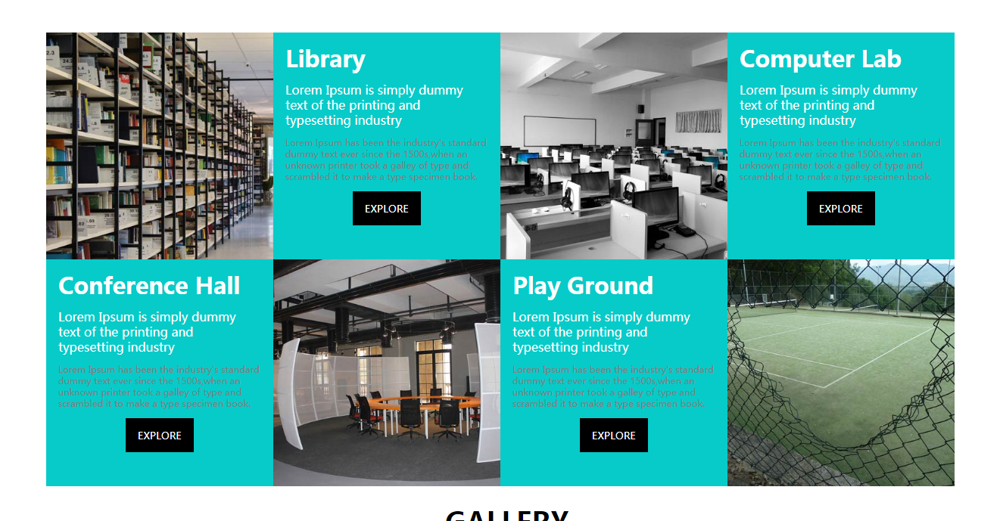 Library
Lorem Ipsum is simply dummy
text of the printing and
typesetting industry
Lorem Ipsum has been the industry's standard
dummy text ever since the 1500s,when an
unknown printer took a galley of type and
scrambled it to make a type specimen book.
EXPLORE
Computer Lab
Lorem Ipsum is simply dummy
text of the printing and
typesetting industry
Lorem Ipsum has been the industry's standard
dummy text ever since the 1500s,when an
unknown printer took a galley of type and
scrambled it to make a type specimen book.
EXPLORE
Conference Hall
Lorem Ipsum is simply dummy
text of the printing and
typesetting industry
Lorem Ipsum has been the industry's standard
dummy text ever since the 1500s,when an
unknown printer took a galley of type and
scrambled it to make a type specimen book.
EXPLORE
Play Ground
Lorem Ipsum is simply dummy
text of the printing and
typesetting industry
Lorem Ipsum has been the industry's standard
dummy text ever since the 1500s,when an
unknown printer took a galley of type and
scrambled it to make a type specimen book.
EXPLORE
GALLERY